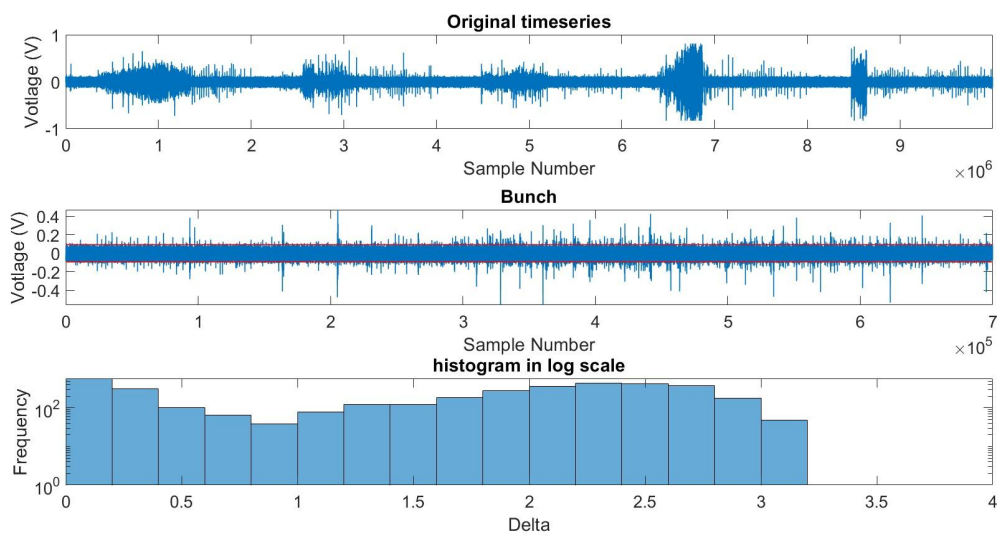 Original timeseries
1
0
-1
Votlage (V)
0 1 2 3 4 5 6 7 8 9
Sample Number
×10^6
Bunch
0.4
0.2
0
-0.2
-0.4
Votlage (V)
0 1 2 3 4 5 6 7
Sample Number
×10^5
histogram in log scale
10^2
10^0
Frequency
0 0.5 1 1.5 2 2.5 3 3.5 4
Delta